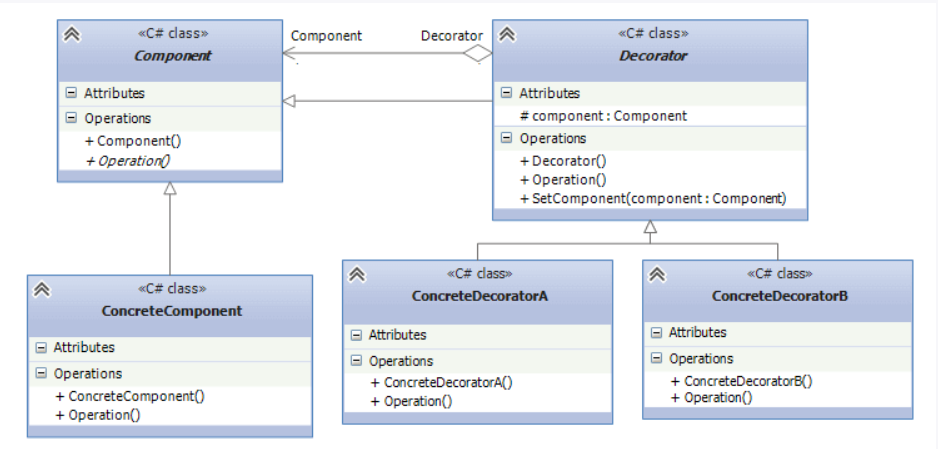 «C# class»
Component
Attributes
Operations
+ Component()
+ Operation()
Component
Decorator
«C# class»
Decorator
Attributes
# component : Component
Operations
+ Decorator()
+ Operation()
+ SetComponent(component : Component)
«C# class»
ConcreteComponent
Attributes
Operations
+ ConcreteComponent()
+ Operation()
«C# class»
ConcreteDecoratorA
Attributes
Operations
+ ConcreteDecoratorA()
+ Operation()
«C# class»
ConcreteDecoratorB
Attributes
Operations
+ ConcreteDecoratorB()
+ Operation()